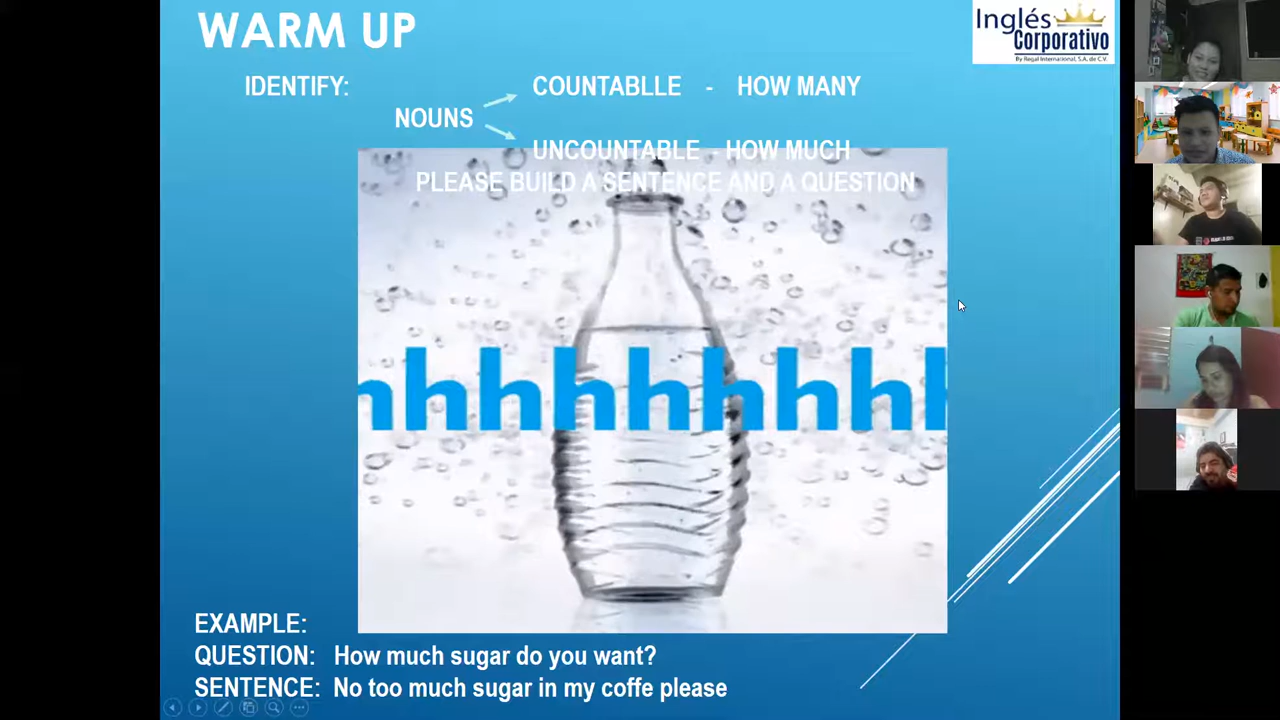 WARM UP
Inglés
Corporativo
By Regal International, S.A. de C.V.
IDENTIFY:
COUNTABLLE - HOW MANY
NOUNS
UNCOUNTABLE - HOW MUCH
PLEASE BUILD A SENTENCE AND A QUESTION
hhhhhhhh
EXAMPLE:
QUESTION: How much sugar do you want?
SENTENCE: No too much sugar in my coffe please